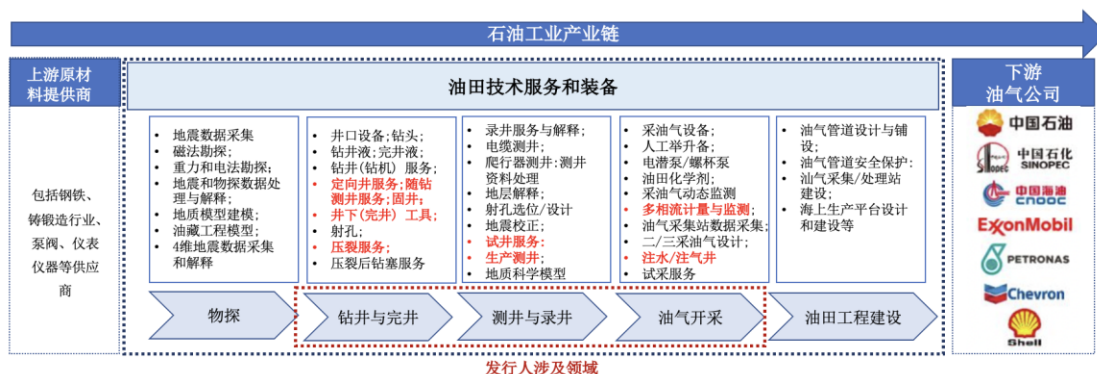 石油工业产业链
上游原材
料提供商
包括钢铁、
铸锻造行业、
泵阀、仪表
仪器等供应
商
油田技术服务和装备
• 地震数据采集
• 磁法勘探;
• 重力和电法勘探;
• 地震和物探数据处
理与解释;
• 地质模型建模;
• 油藏工程模型;
• 4维地震数据采集
和解释
• 井口设备;钻头;
• 钻井液;完井液;
• 钻井(钻机) 服务;
• 定向井服务;随钻
测井服务;固井;
• 井下(完井) 工具;
• 射孔;
• 压裂服务;
• 压裂后钻塞服务
• 录井服务与解释;
• 电缆测井;
• 爬行器测井:测井
资料处理
• 地层解释;
• 射孔选位/设计
• 地震校正;
• 试井服务:
• 生产测井;
• 地质科学模型
• 采油气设备;
• 人工举升备;
• 电潜泵/螺杯泵
• 油田化学剂;
• 采油气动态监测
• 多相流计量与监测;
• 油气采集站数据采集;
• 二/三采油气设计;
• 注水/注气井
• 试采服务
• 油气管道设计与铺
设;
• 油气管道安全保护:
• 油气采集/处理站
建设;
• 海上生产平台设计
和建设等
物探
钻井与完井
测井与录井
油气开采
油田工程建设
发行人涉及领域
下游
油气公司
中国石油
SINOPEC
中国石化
SINOPEC
中国海油
CNOOC
ExxonMobil
PETRONAS
Chevron
Shell